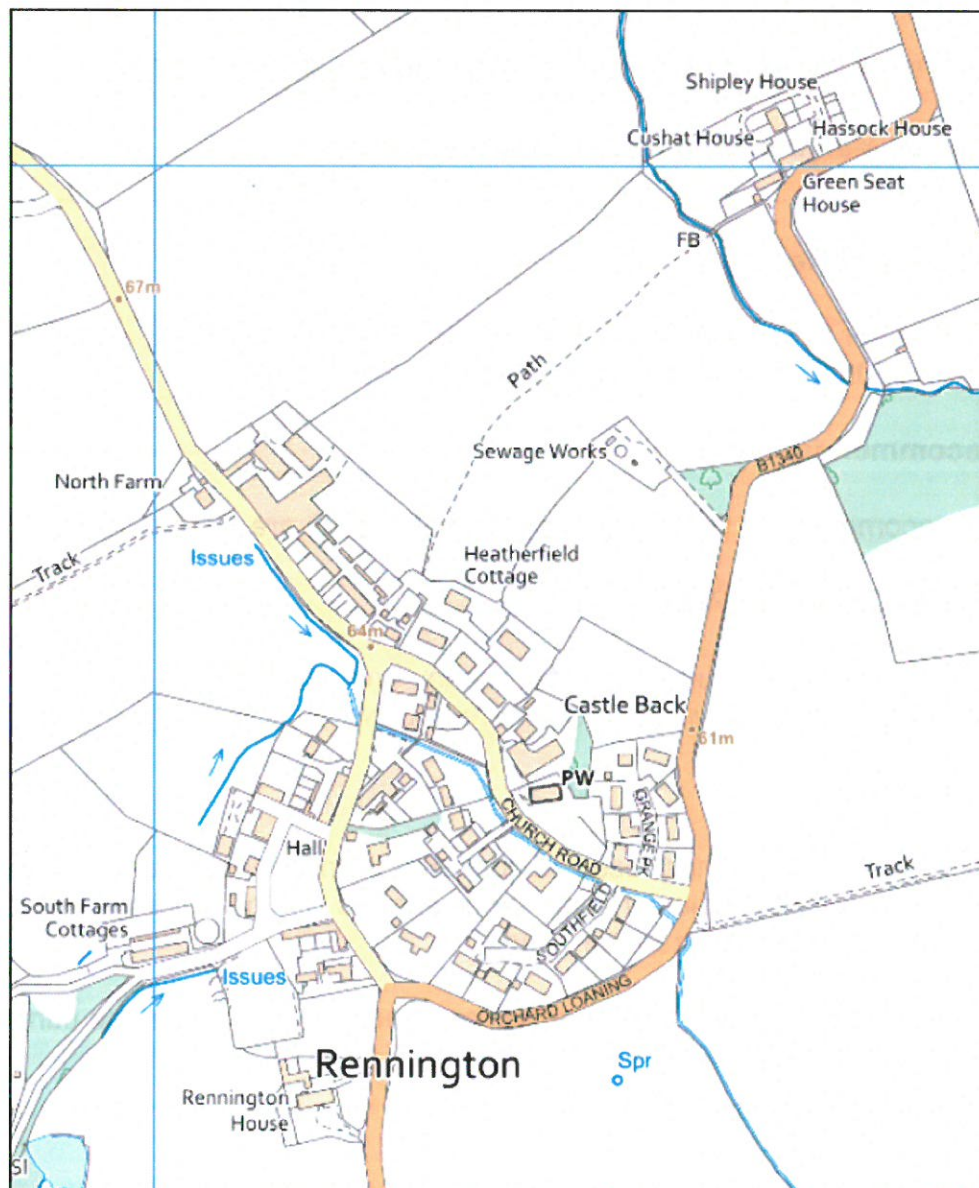 Shipley House
Cushat House
Hassock House
Green Seat
House
FB
67m
Path
Sewage Works
B1340
North Farm
Track
Issues
Heatherfield
Cottage
64m
Castle Back
61m
PW
CHURCH ROAD
GRANGE PK
Hall
Track
South Farm
Cottages
SOUTHFIELD
Issues
ORCHARD LOANING
Rennington
Spr
Rennington
House
SI